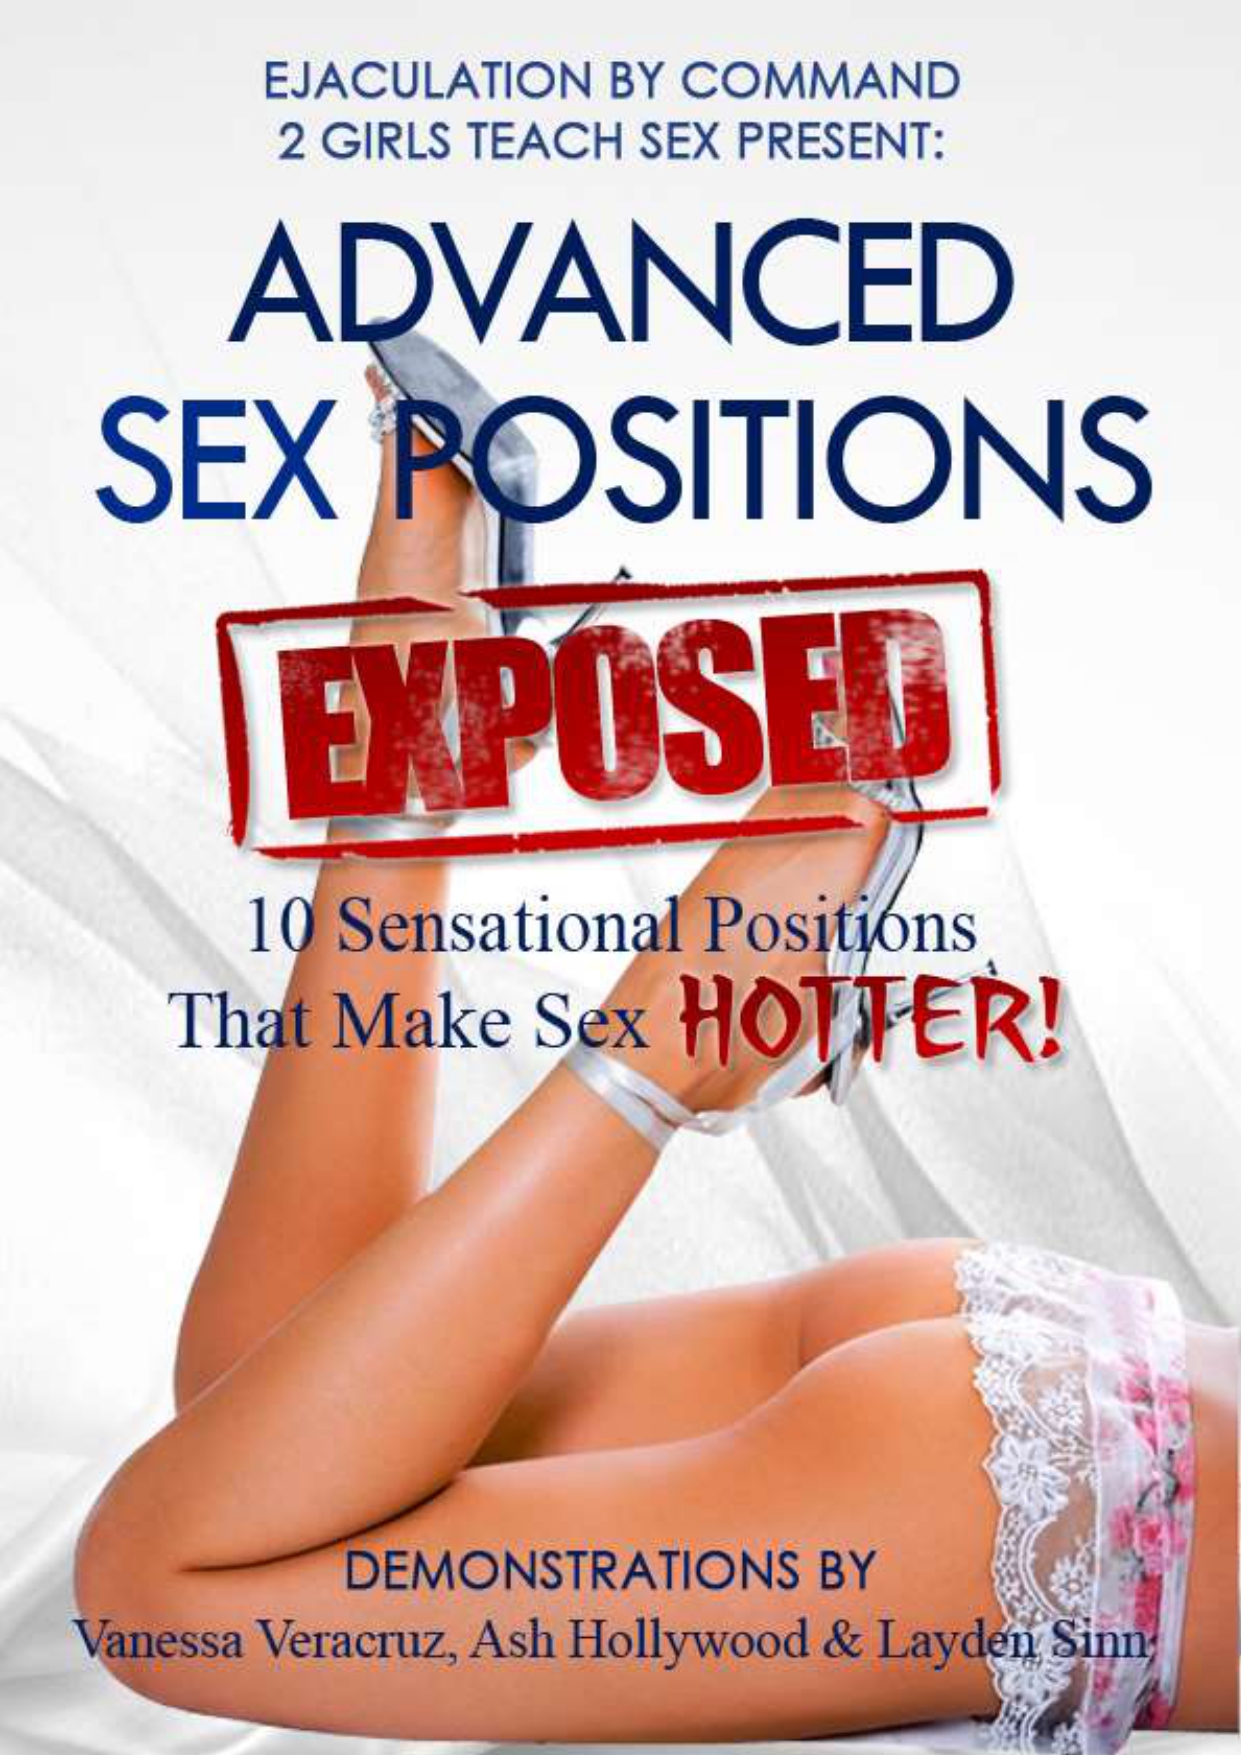 EJACULATION BY COMMAND
2 GIRLS TEACH SEX PRESENT:
ADVANCED
SEX POSITIONS
EXPOSED
10 Sensational Positions
That Make Sex HOTTER!
DEMONSTRATIONS BY
Vanessa Veracruz, Ash Hollywood & Layden Sinn